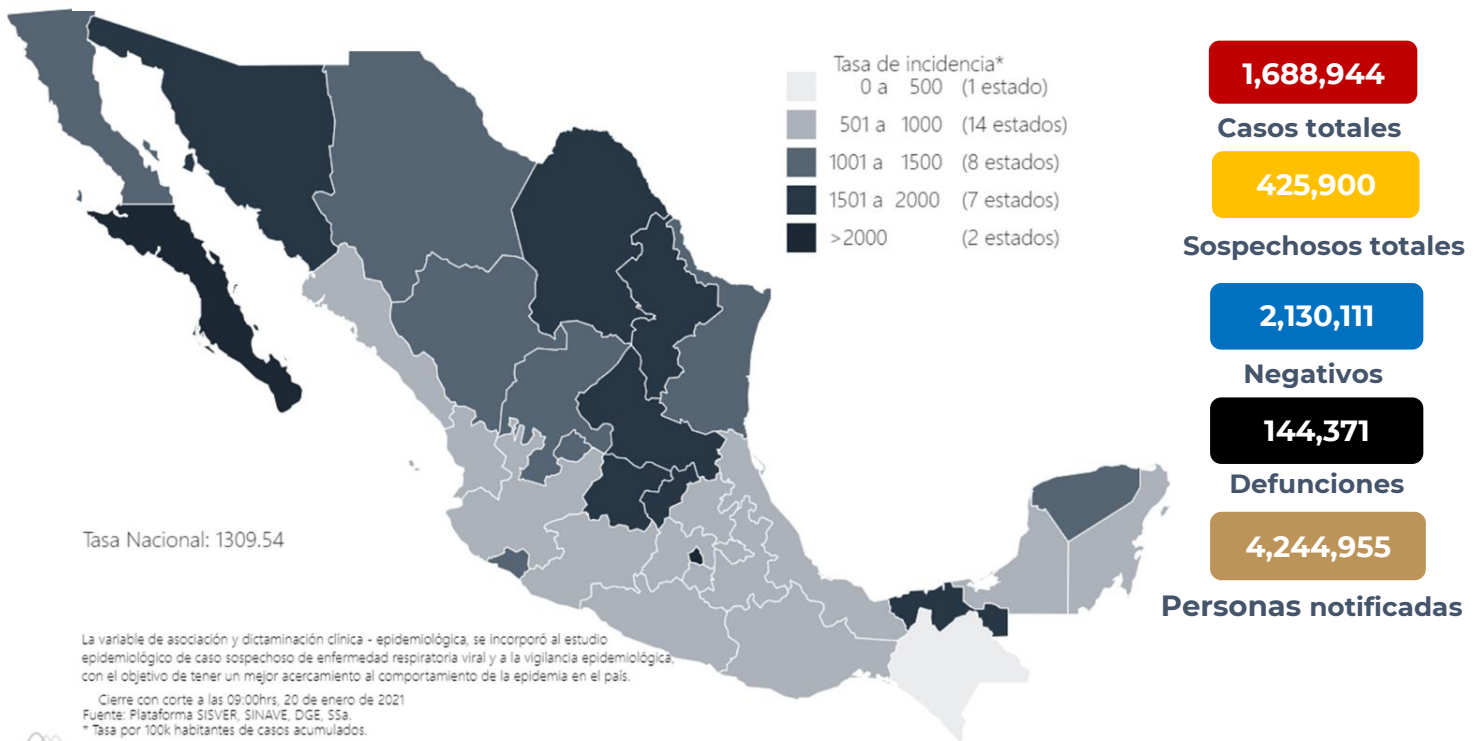 Tasa de incidencia*
0 a 500 (1 estado)
501 a 1000 (14 estados)
1001 a 1500 (8 estados)
1501 a 2000 (7 estados)
>2000 (2 estados)
1,688,944
Casos totales
425,900
Sospechosos totales
2,130,111
Negativos
144,371
Defunciones
4,244,955
Personas notificadas
Tasa Nacional: 1309.54
La variable de asociación y dictaminación clínica - epidemiológica, se incorporó al estudio
epidemiológico de caso sospechoso de enfermedad respiratoria viral y a la vigilancia epidemiológica,
con el objetivo de tener un mejor acercamiento al comportamiento de la epidemia en el país.
Cierre con corte a las 09:00hrs, 20 de enero de 2021
Fuente: Plataforma SISVER, SINAVE, DGE, SSa.
* Tasa por 100k habitantes de casos acumulados.